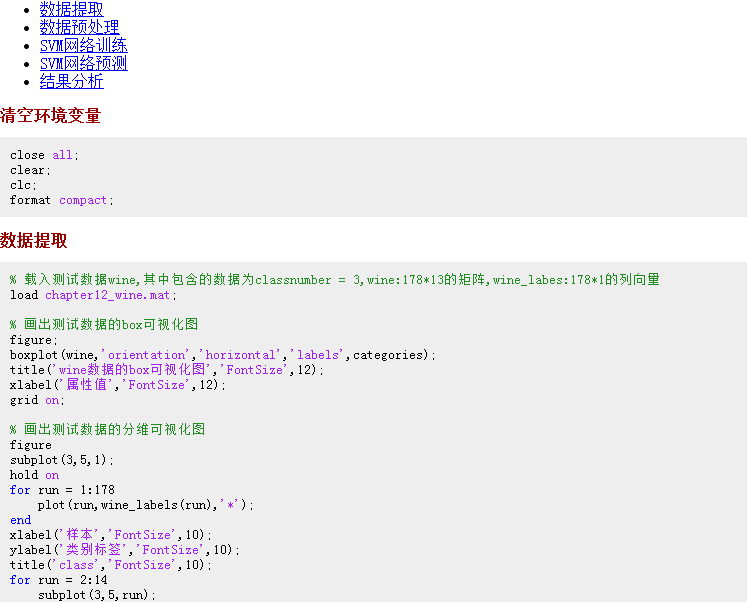 数据提取
数据预处理
SVM网络训练
SVM网络预测
结果分析
清空环境变量
close all;
clear;
clc;
format compact;
数据提取
% 载入测试数据wine,其中包含的数据为classnumber = 3,wine:178*13的矩阵,wine_labes:178*1的列向量
load chapter12_wine.mat;
% 画出测试数据的box可视化图
figure;
boxplot(wine,'orientation','horizontal','labels',categories);
title('wine数据的box可视化图','FontSize',12);
xlabel('属性值','FontSize',12);
grid on;
% 画出测试数据的分维可视化图
figure
subplot(3,5,1);
hold on
for run = 1:178
    plot(run,wine_labels(run),'*');
end
xlabel('样本','FontSize',10);
ylabel('类别标签','FontSize',10);
title('class','FontSize',10);
for run = 2:14
    subplot(3,5,run);